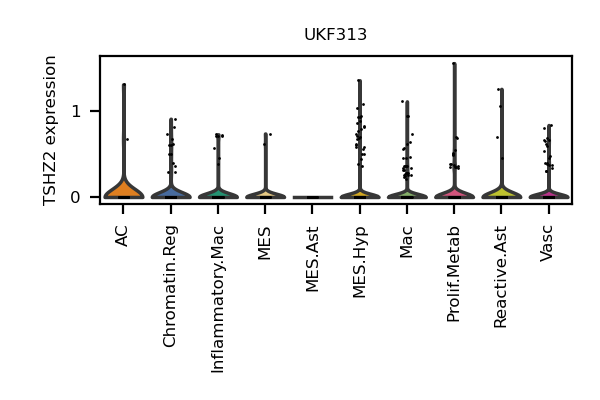 UKF313
TSHZ2 expression
1
0
AC
Chromatin.Reg
Inflammatory.Mac
MES
MES.Ast
MES.Hyp
Mac
Prolif.Metab
Reactive.Ast
Vasc